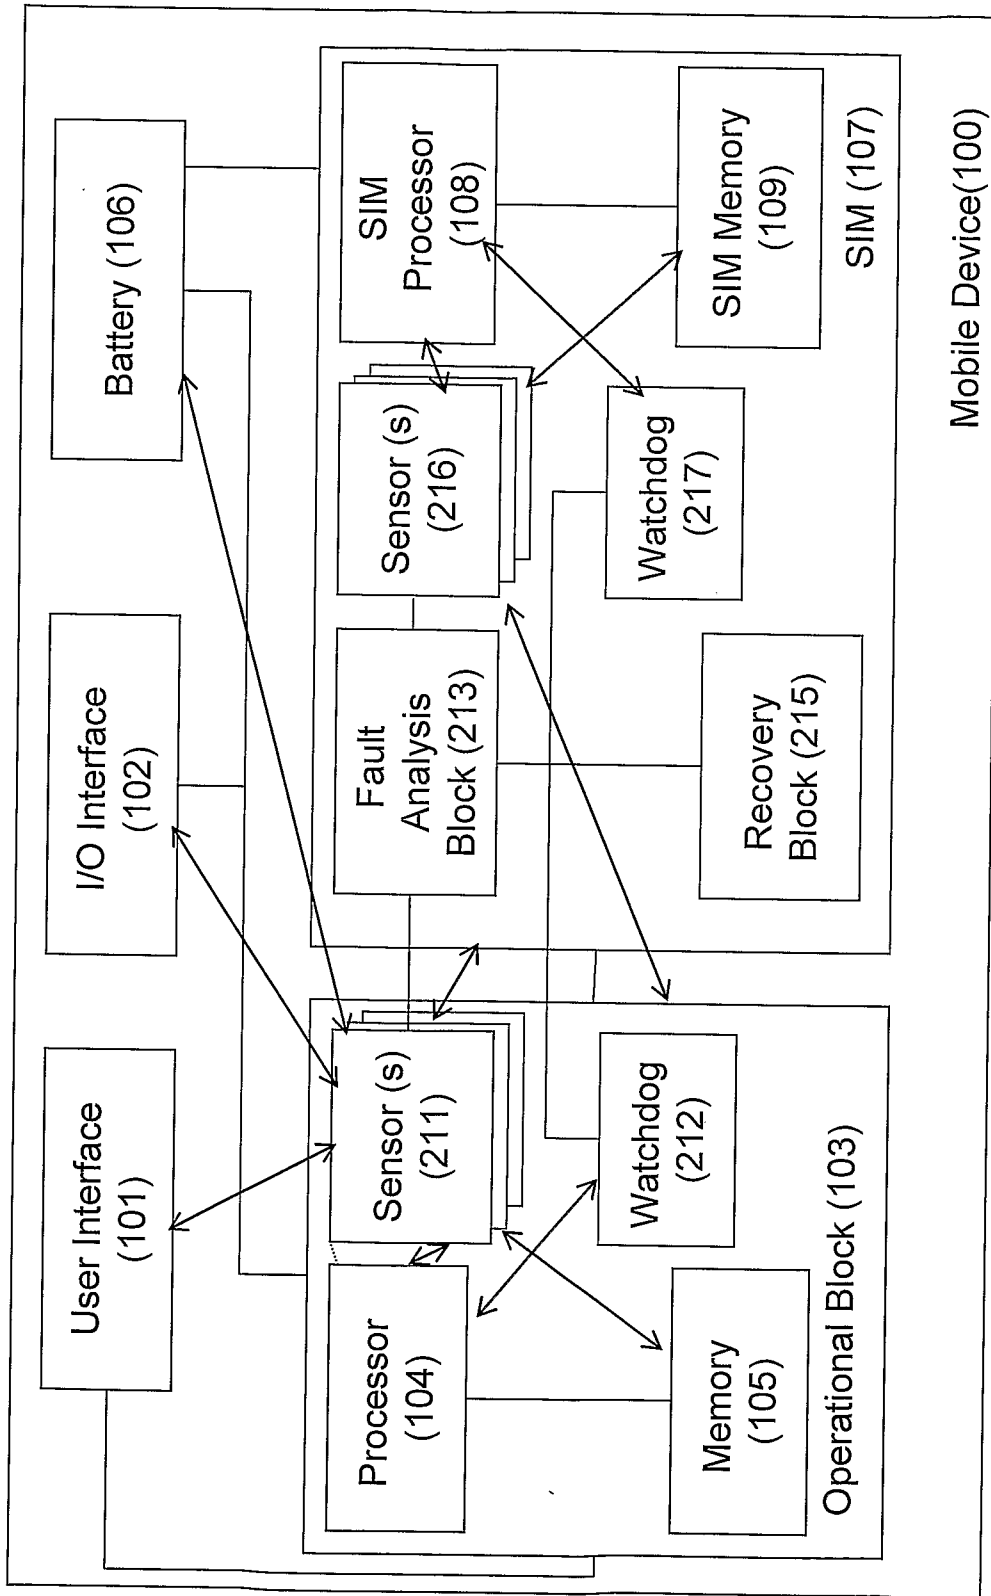 User Interface
(101)
I/O Interface
(102)
Battery (106)
Processor
(104)
Sensor (s)
(211)
Memory
(105)
Watchdog
(212)
Operational Block (103)
Fault
Analysis
Block (213)
Sensor (s)
(216)
SIM
Processor
(108)
Recovery
Block (215)
Watchdog
(217)
SIM Memory
(109)
SIM (107)
Mobile Device(100)